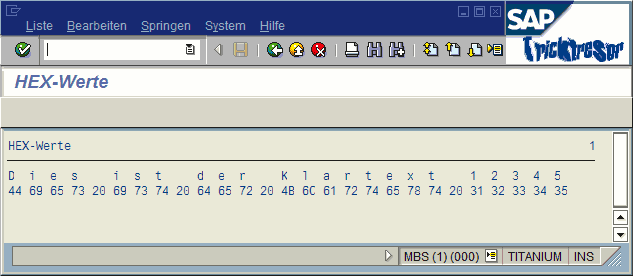 Liste Bearbeiten Springen System Hilfe
SAP
Tricktresor
HEX-Werte
HEX-Werte 1
D i e s i s t d e r K l a r t e x t 1 2 3 4 5
44 69 65 73 20 69 73 74 20 64 65 72 20 4B 6C 61 72 74 65 78 74 20 31 32 33 34 35
MBS (1) (000) TITANIUM INS